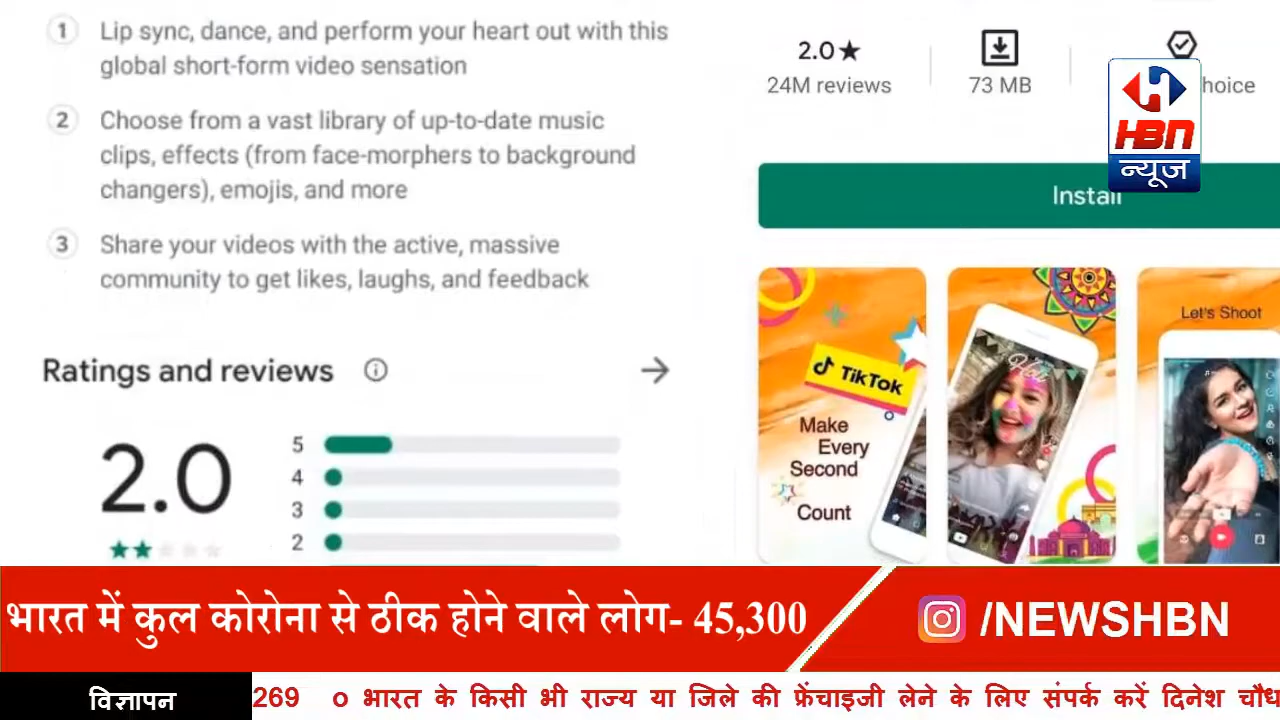 1 Lip sync, dance, and perform your heart out with this
global short-form video sensation
2 Choose from a vast library of up-to-date music
clips, effects (from face-morphers to background
changers), emojis, and more
3 Share your videos with the active, massive
community to get likes, laughs, and feedback
Ratings and reviews
2.0
5
4
3
2
2.0★
24M reviews
73 MB
hoice
HBN
न्यूज
Install
TikTok
Make
Every
Second
Count
Let's Shoot
भारत में कुल कोरोना से ठीक होने वाले लोग- 45,300
/NEWSHBN
विज्ञापन
269 o भारत के किसी भी राज्य या जिले की फ्रेंचाइजी लेने के लिए संपर्क करें दिनेश चौध